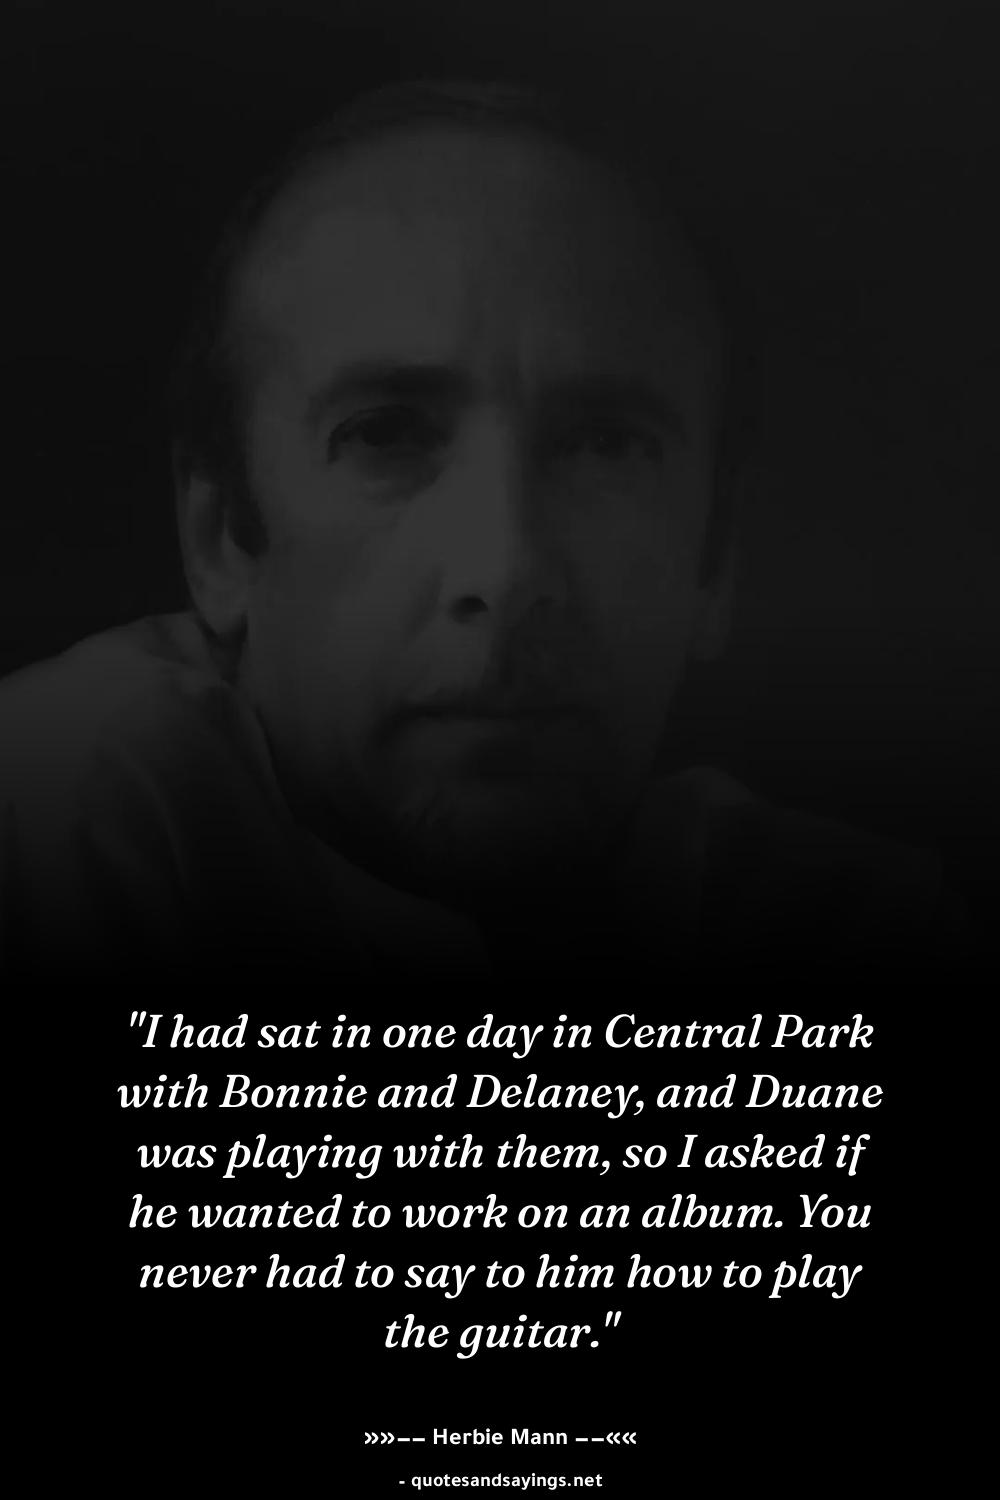 "I had sat in one day in Central Park
with Bonnie and Delaney, and Duane
was playing with them, so I asked if
he wanted to work on an album. You
never had to say to him how to play
the guitar."
»»–– Herbie Mann ––««
- quotesandsayings.net